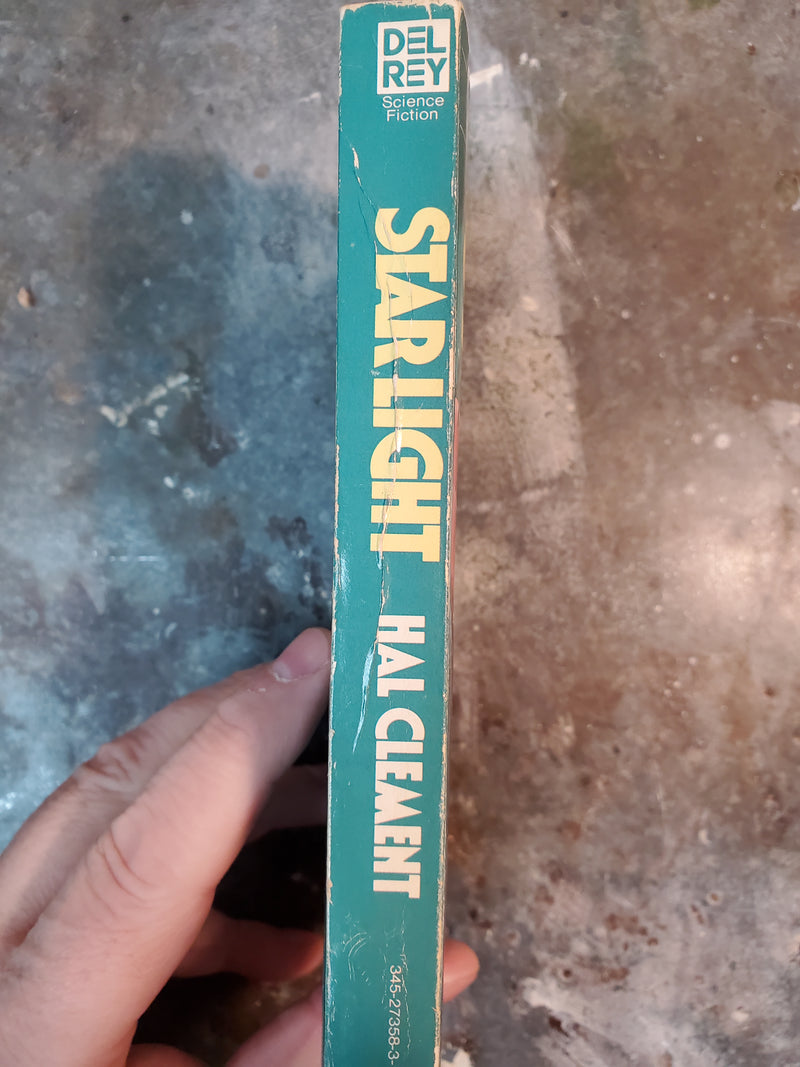 DEL
REY
Science
Fiction
STARLIGHT
HAL CLEMENT
345-27358-3-